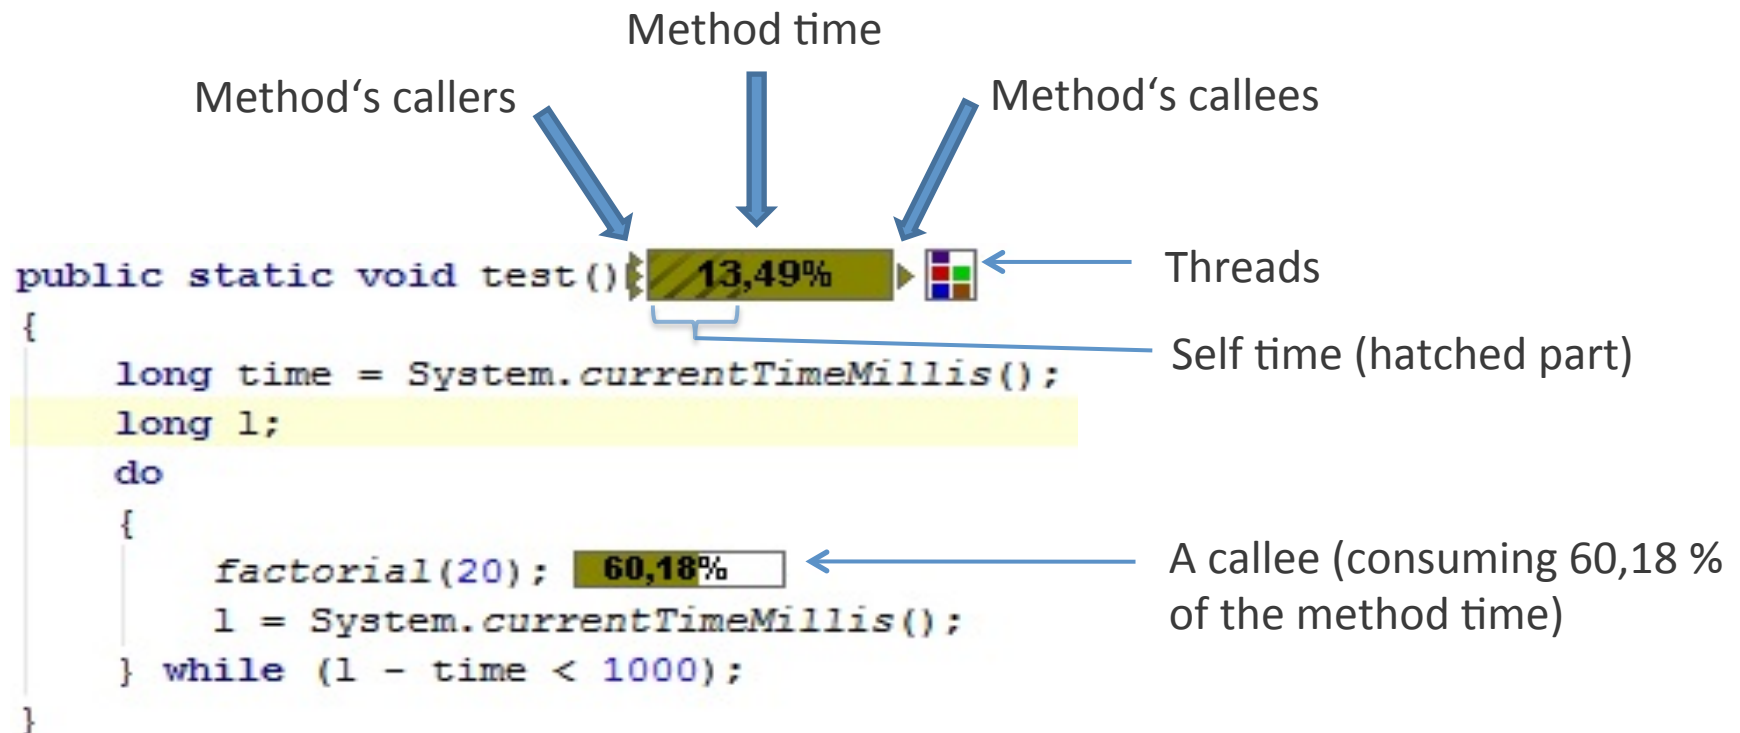 Method time
Method‘s callers
Method‘s callees
public static void test() 13,49%
Threads
{
Self time (hatched part)
long time = System.currentTimeMillis();
long l;
do
{
factorial(20); 60,18%
A callee (consuming 60,18 %
of the method time)
l = System.currentTimeMillis();
} while (l - time < 1000);
}